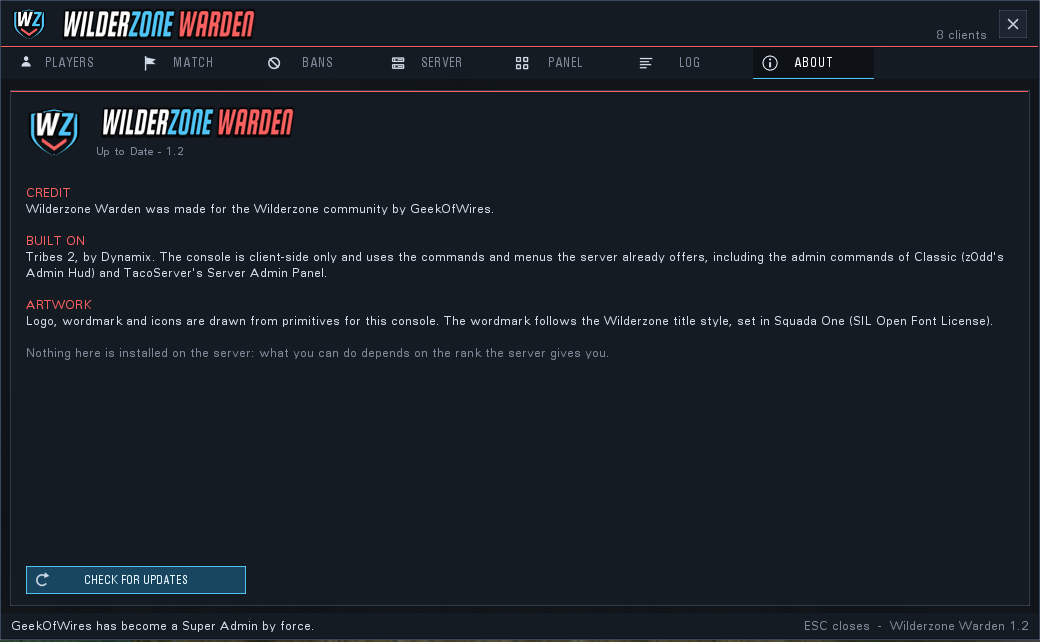 WZ WILDERZONE WARDEN
8 clients
PLAYERS MATCH BANS SERVER PANEL LOG ABOUT
WZ WILDERZONE WARDEN
Up to Date - 1.2
CREDIT
Wilderzone Warden was made for the Wilderzone community by GeekOfWires.
BUILT ON
Tribes 2, by Dynamix. The console is client-side only and uses the commands and menus the server already offers, including the admin commands of Classic (z0dd's
Admin Hud) and TacoServer's Server Admin Panel.
ARTWORK
Logo, wordmark and icons are drawn from primitives for this console. The wordmark follows the Wilderzone title style, set in Squada One (SIL Open Font License).
Nothing here is installed on the server: what you can do depends on the rank the server gives you.
CHECK FOR UPDATES
GeekOfWires has become a Super Admin by force.
ESC closes - Wilderzone Warden 1.2